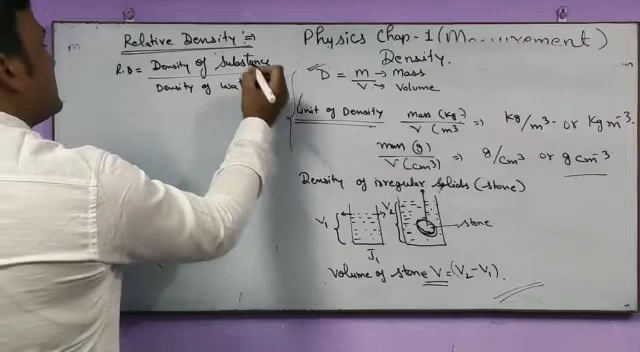 Relative Density :⇒
R.D = Density of Substance
Density of Wat
Physics Chap-1 (Measurement)
Density.
D = m → Mass
V → Volume
Unit of Density mass (kg) / V (m³ ⇒ kg/m³ or kg m⁻³.
mass (g) / V (cm³) ⇒ g/cm³ or g cm⁻³
Density of irregular solids (stone)
V₁ V₂ stone
J₁
Volume of stone V = (V₂ - V₁).